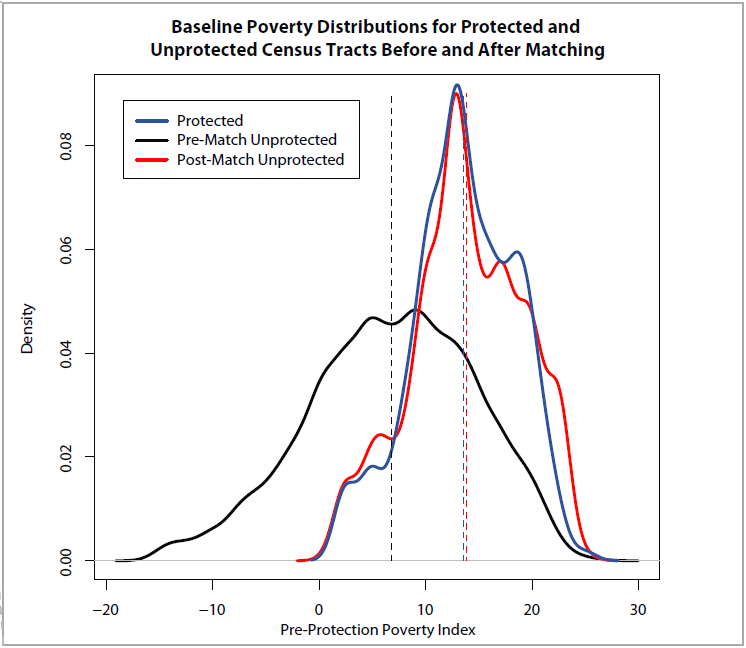 Baseline Poverty Distributions for Protected and
Unprotected Census Tracts Before and After Matching
Protected
Pre-Match Unprotected
Post-Match Unprotected
Density
0.08
0.06
0.04
0.02
0.00
−20 −10 0 10 20 30
Pre-Protection Poverty Index